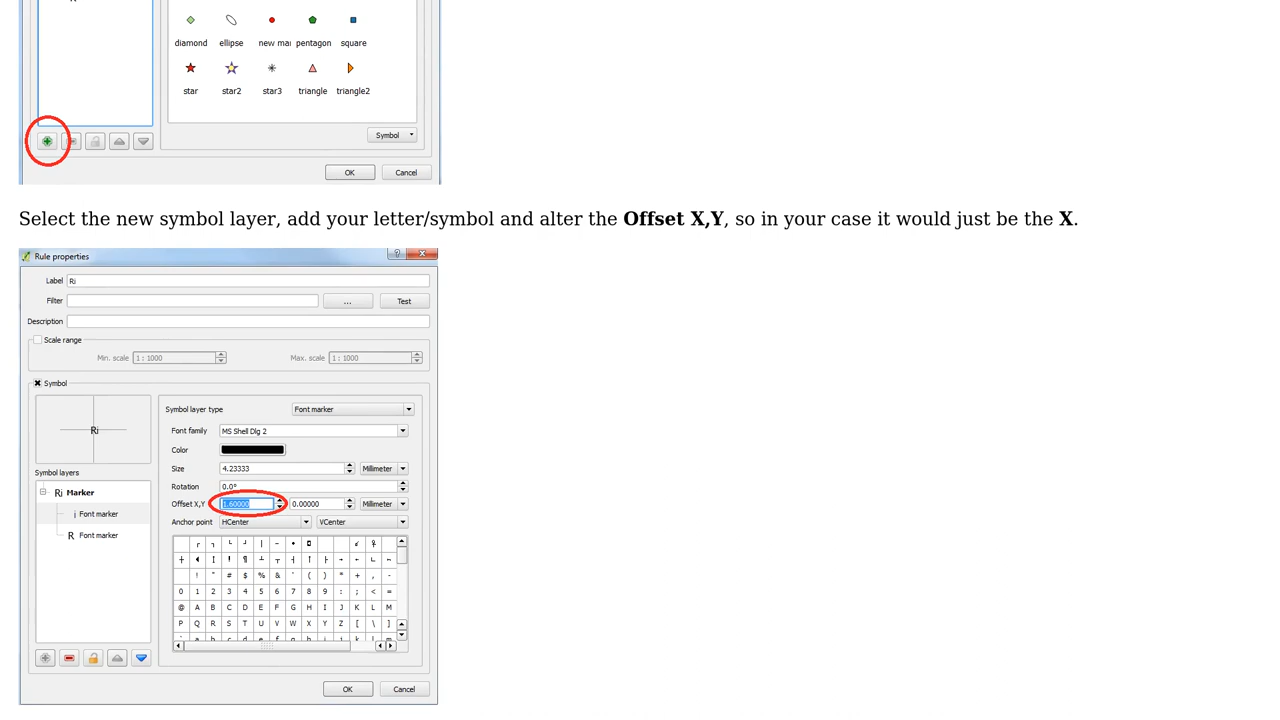 diamond ellipse new mar pentagon square
star star2 star3 triangle triangle2
Symbol
OK Cancel
Select the new symbol layer, add your letter/symbol and alter the Offset X,Y, so in your case it would just be the X.
Rule properties
Label Ri
Filter ... Test
Description
Scale range
Min. scale 1 : 1000 Max. scale 1 : 1000
Symbol
Ri
Symbol layers
Ri Marker
i Font marker
R Font marker
Symbol layer type Font marker
Font family MS Shell Dlg 2
Color
Size 4.23333 Millimeter
Rotation 0.0°
Offset X,Y 1.60000 0.00000 Millimeter
Anchor point HCenter VCenter
! " # $ % & ' ( ) * + , -
0 1 2 3 4 5 6 7 8 9 : ; < =
@ A B C D E F G H I J K L M
P Q R S T U V W X Y Z [ \ ]
OK Cancel